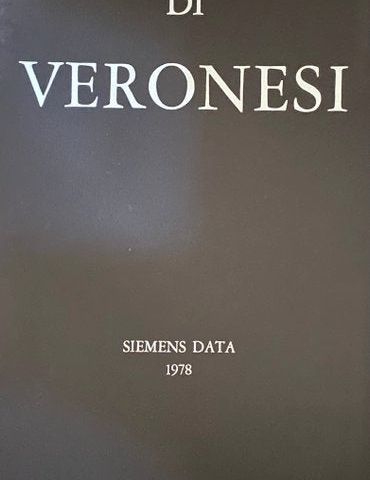 DI
VERONESI
SIEMENS DATA
1978